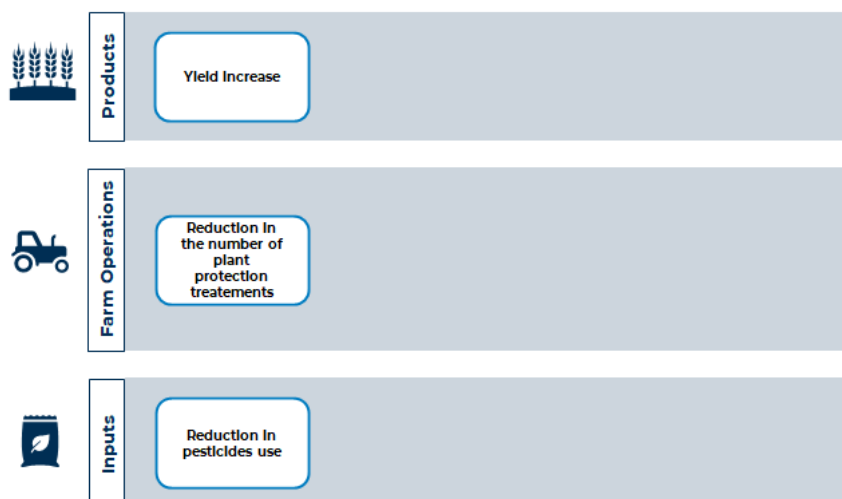 Products
Yield Increase
Farm Operations
Reduction in
the number of
plant
protection
treatements
Inputs
Reduction in
pesticides use